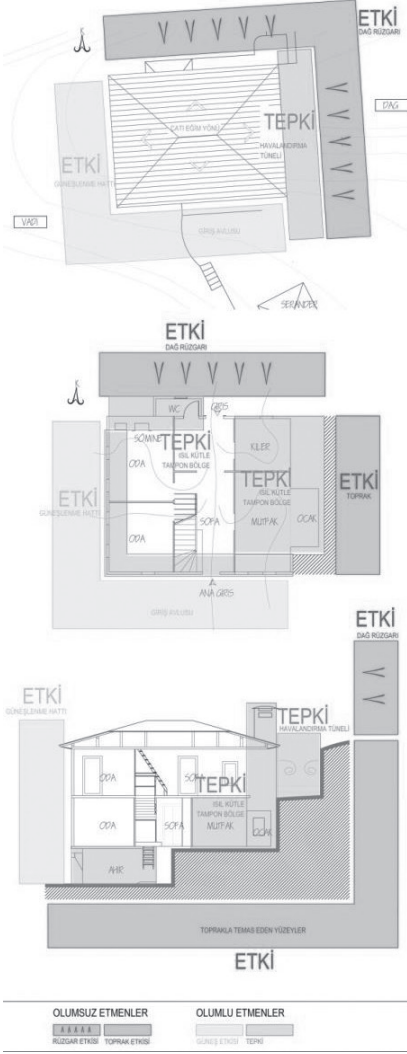 ETKİ
DAĞ RÜZGARI
K
DAĞ
TEPKİ
HAVALANDIRMA
TÜNELİ
ÇATI EĞİM YÖNÜ
ETKİ
GÜNEŞLENME HATTI
VADİ
GİRİŞ AVLUSU
SERANDER
ETKİ
DAĞ RÜZGARI
K
WC
GİRİŞ
ŞÖMİNE
TEPKİ
ISIL KÜTLE
TAMPON BÖLGE
KİLER
ODA
ETKİ
GÜNEŞLENME HATTI
TEPKİ
ISIL KÜTLE
TAMPON BÖLGE
ETKİ
TOPRAK
OCAK
SOFA
MUTFAK
ODA
ANA GİRİŞ
GİRİŞ AVLUSU
ETKİ
DAĞ RÜZGARI
ETKİ
GÜNEŞLENME HATTI
TEPKİ
HAVALANDIRMA TÜNELİ
ODA
TEPKİ
ISIL KÜTLE
TAMPON BÖLGE
ODA
SOFA
MUTFAK
OCAK
AHIR
TOPRAKLA TEMAS EDEN YÜZEYLER
ETKİ
OLUMSUZ ETMENLER
OLUMLU ETMENLER
RÜZGAR ETKİSİ
TOPRAK ETKİSİ
GÜNEŞ ETKİSİ
TEPKİ